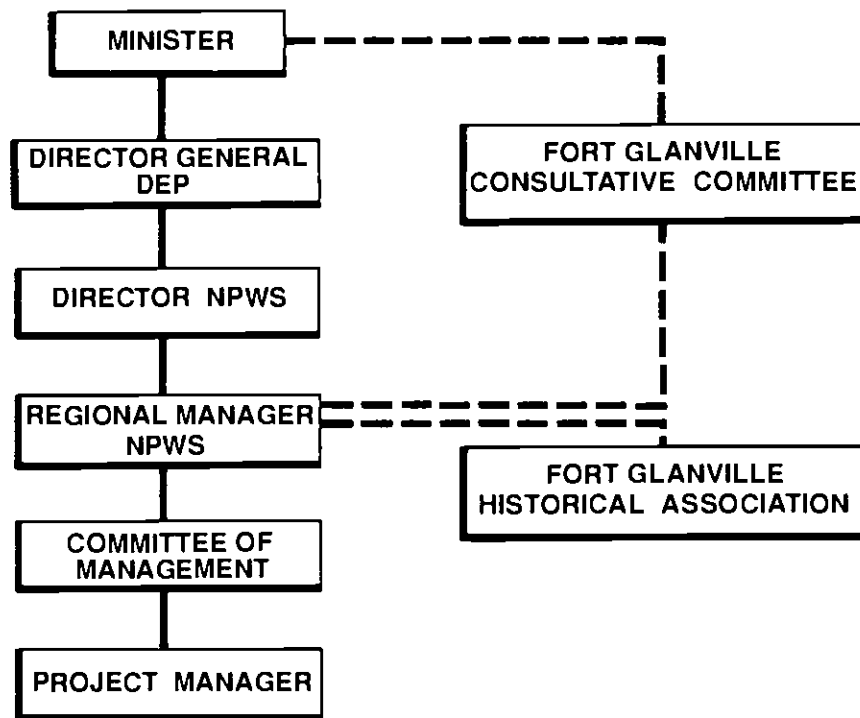 MINISTER
DIRECTOR GENERAL
DEP
DIRECTOR NPWS
REGIONAL MANAGER
NPWS
COMMITTEE OF
MANAGEMENT
PROJECT MANAGER
FORT GLANVILLE
CONSULTATIVE COMMITTEE
FORT GLANVILLE
HISTORICAL ASSOCIATION